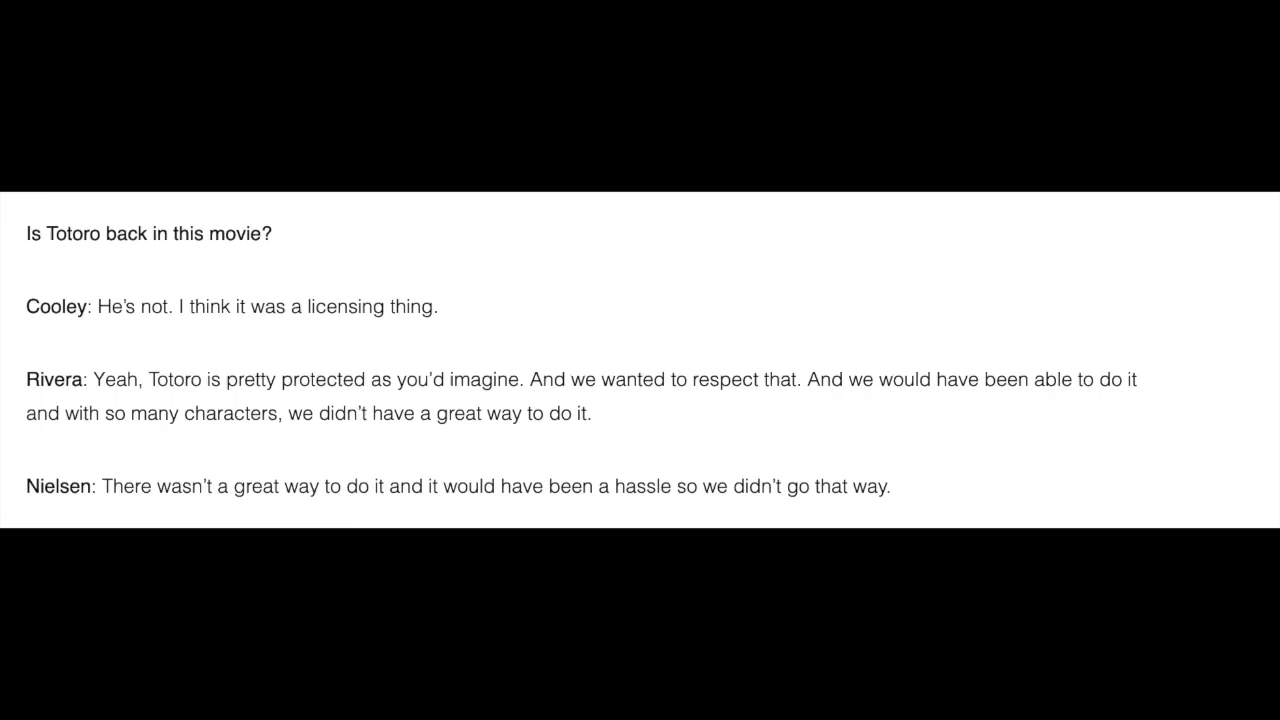 Is Totoro back in this movie?
Cooley: He’s not. I think it was a licensing thing.
Rivera: Yeah, Totoro is pretty protected as you’d imagine. And we wanted to respect that. And we would have been able to do it
and with so many characters, we didn’t have a great way to do it.
Nielsen: There wasn’t a great way to do it and it would have been a hassle so we didn’t go that way.